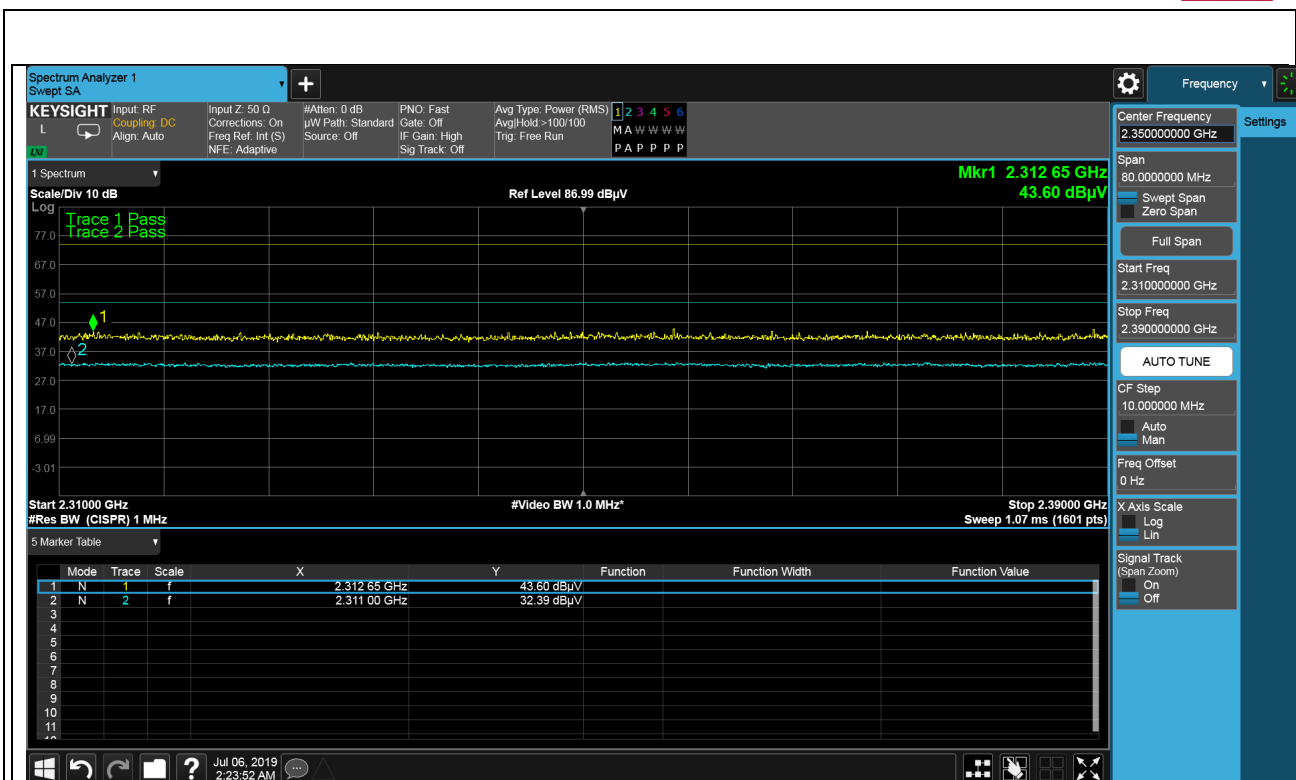 Spectrum Analyzer 1
Swept SA
Frequency
KEYSIGHT
L
LXI
Input: RF
Coupling: DC
Align: Auto
Input Z: 50 Ω
Corrections: On
Freq Ref: Int (S)
NFE: Adaptive
#Atten: 0 dB
µW Path: Standard
Source: Off
PNO: Fast
Gate: Off
IF Gain: High
Sig Track: Off
Avg Type: Power (RMS)
Avg|Hold:>100/100
Trig: Free Run
1 2 3 4 5 6
M A W W W W
P A P P P P
Center Frequency
2.350000000 GHz
Settings
Span
80.0000000 MHz
Swept Span
Zero Span
Full Span
Start Freq
2.310000000 GHz
Stop Freq
2.390000000 GHz
AUTO TUNE
CF Step
10.000000 MHz
Auto
Man
Freq Offset
0 Hz
X Axis Scale
Log
Lin
Signal Track
(Span Zoom)
On
Off
1 Spectrum
Mkr1 2.312 65 GHz
Scale/Div 10 dB
Ref Level 86.99 dBµV
43.60 dBµV
Log
Trace 1 Pass
Trace 2 Pass
77.0
67.0
57.0
47.0
1
37.0
2
27.0
17.0
6.99
-3.01
Start 2.31000 GHz
#Video BW 1.0 MHz*
Stop 2.39000 GHz
#Res BW (CISPR) 1 MHz
Sweep 1.07 ms (1601 pts)
5 Marker Table
Mode Trace Scale X Y Function Function Width Function Value
1 N 1 f 2.312 65 GHz 43.60 dBµV
2 N 2 f 2.311 00 GHz 32.39 dBµV
3
4
5
6
7
8
9
10
11
?
Jul 06, 2019
2:23:52 AM